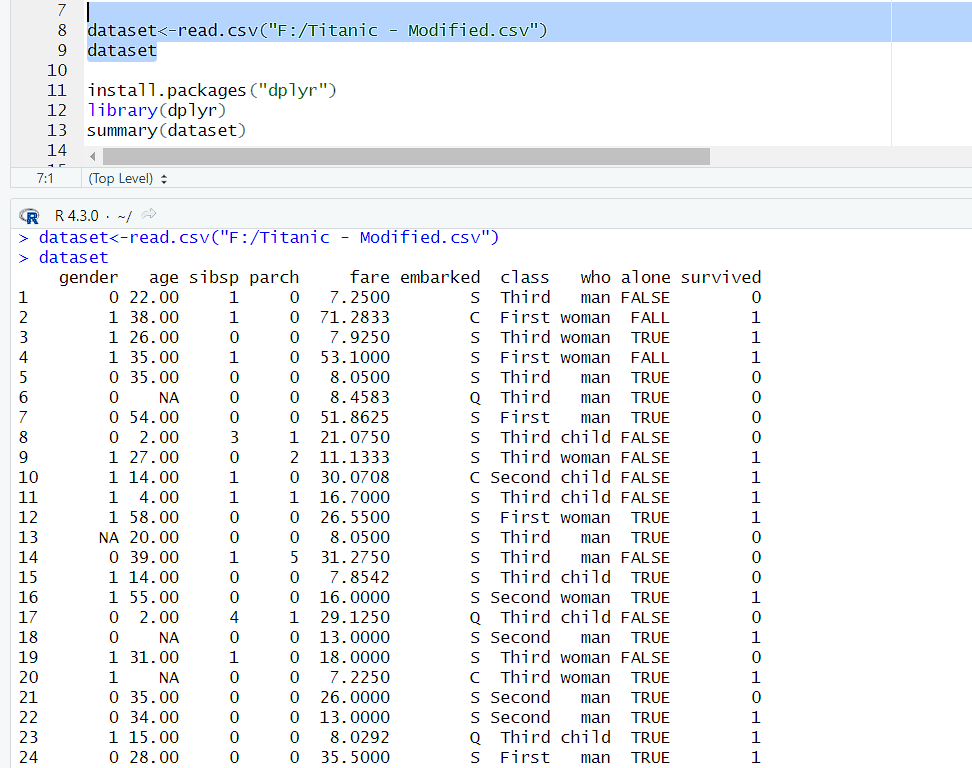 7
8 dataset<-read.csv("F:/Titanic - Modified.csv")
9 dataset
10
11 install.packages("dplyr")
12 library(dplyr)
13 summary(dataset)
14
7:1 (Top Level)
R R 4.3.0 · ~/
> dataset<-read.csv("F:/Titanic - Modified.csv")
> dataset
gender age sibsp parch fare embarked class who alone survived
1 0 22.00 1 0 7.2500 S Third man FALSE 0
2 1 38.00 1 0 71.2833 C First woman FALL 1
3 1 26.00 0 0 7.9250 S Third woman TRUE 1
4 1 35.00 1 0 53.1000 S First woman FALL 1
5 0 35.00 0 0 8.0500 S Third man TRUE 0
6 0 NA 0 0 8.4583 Q Third man TRUE 0
7 0 54.00 0 0 51.8625 S First man TRUE 0
8 0 2.00 3 1 21.0750 S Third child FALSE 0
9 1 27.00 0 2 11.1333 S Third woman FALSE 1
10 1 14.00 1 0 30.0708 C Second child FALSE 1
11 1 4.00 1 1 16.7000 S Third child FALSE 1
12 1 58.00 0 0 26.5500 S First woman TRUE 1
13 NA 20.00 0 0 8.0500 S Third man TRUE 0
14 0 39.00 1 5 31.2750 S Third man FALSE 0
15 1 14.00 0 0 7.8542 S Third child TRUE 0
16 1 55.00 0 0 16.0000 S Second woman TRUE 1
17 0 2.00 4 1 29.1250 Q Third child FALSE 0
18 0 NA 0 0 13.0000 S Second man TRUE 1
19 1 31.00 1 0 18.0000 S Third woman FALSE 0
20 1 NA 0 0 7.2250 C Third woman TRUE 1
21 0 35.00 0 0 26.0000 S Second man TRUE 0
22 0 34.00 0 0 13.0000 S Second man TRUE 1
23 1 15.00 0 0 8.0292 Q Third child TRUE 1
24 0 28.00 0 0 35.5000 S First man TRUE 1